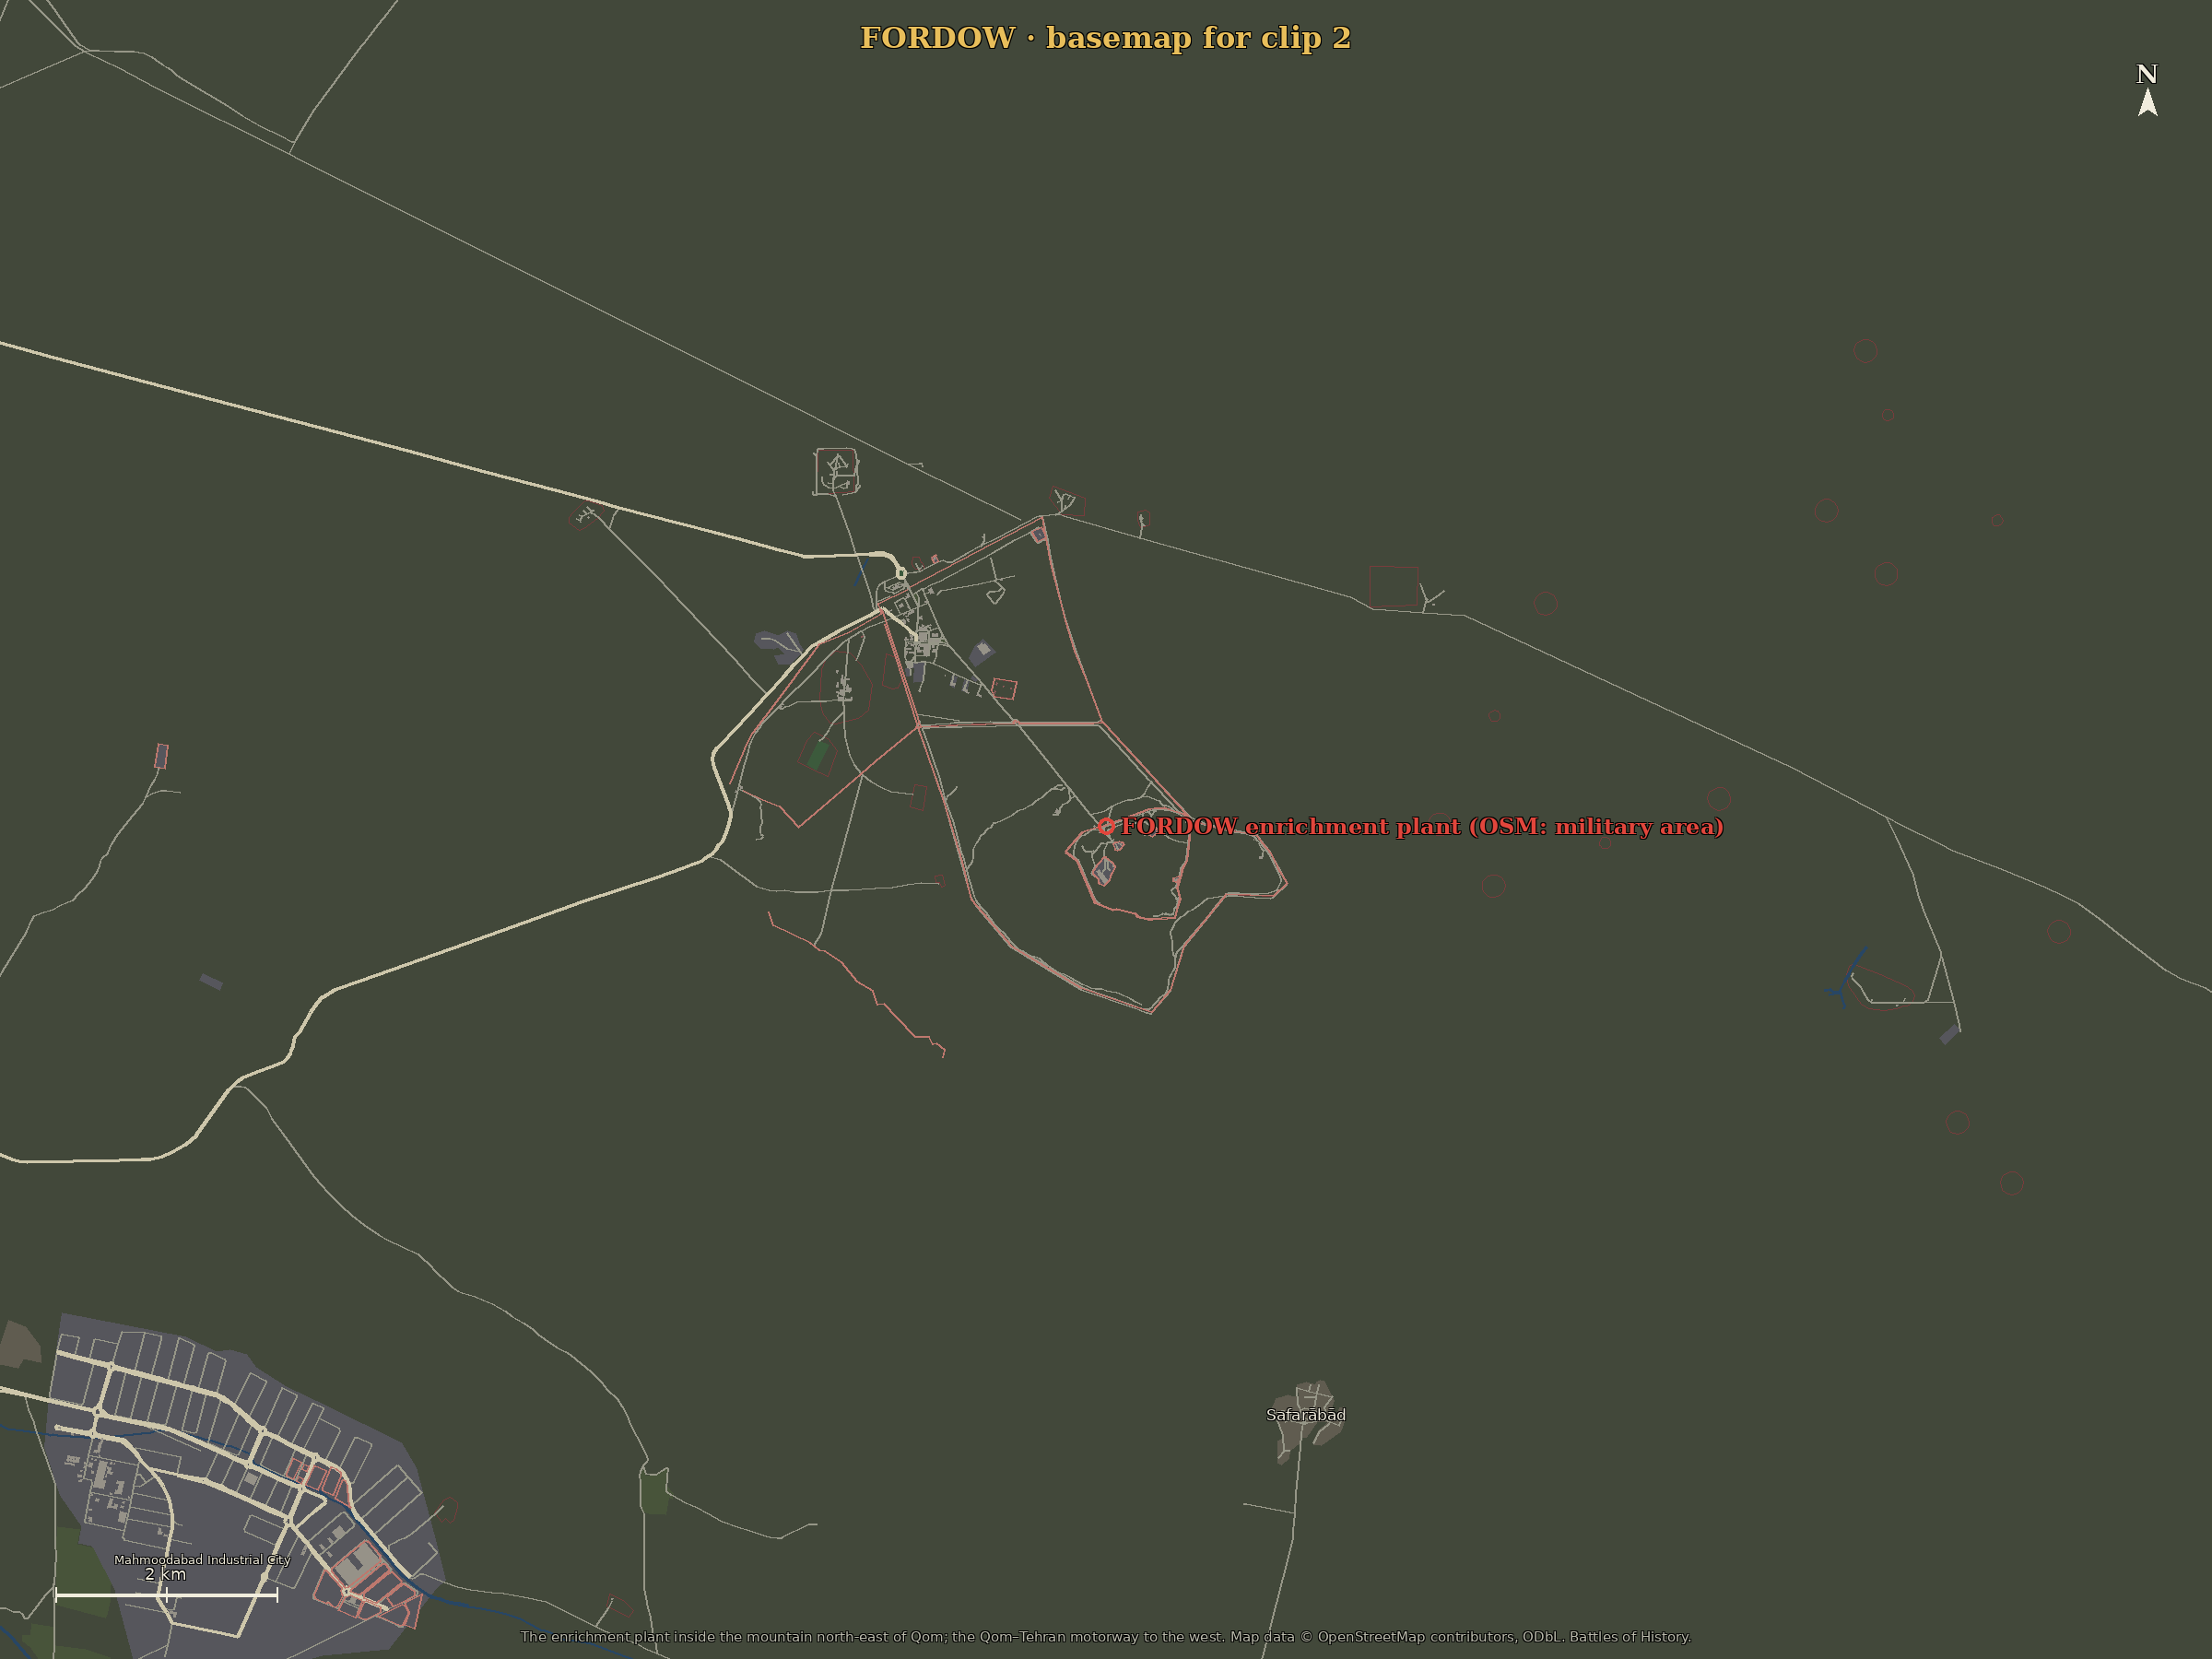 FORDOW · basemap for clip 2
N
FORDOW enrichment plant (OSM: military area)
Safarabad
Mahmoodabad Industrial City
2 km
The enrichment plant inside the mountain north-east of Qom; the Qom–Tehran motorway to the west. Map data © OpenStreetMap contributors, ODbL. Battles of History.